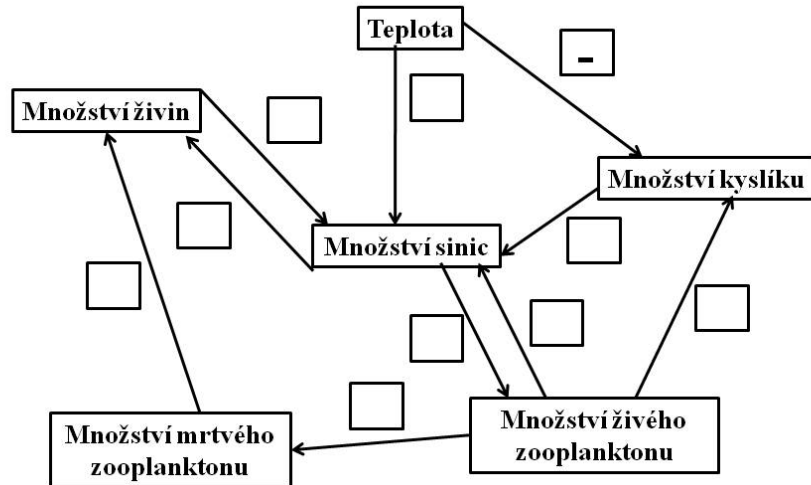 Teplota
-
Množství živin
Množství kyslíku
Množství sinic
Množství mrtvého
zooplanktonu
Množství živého
zooplanktonu